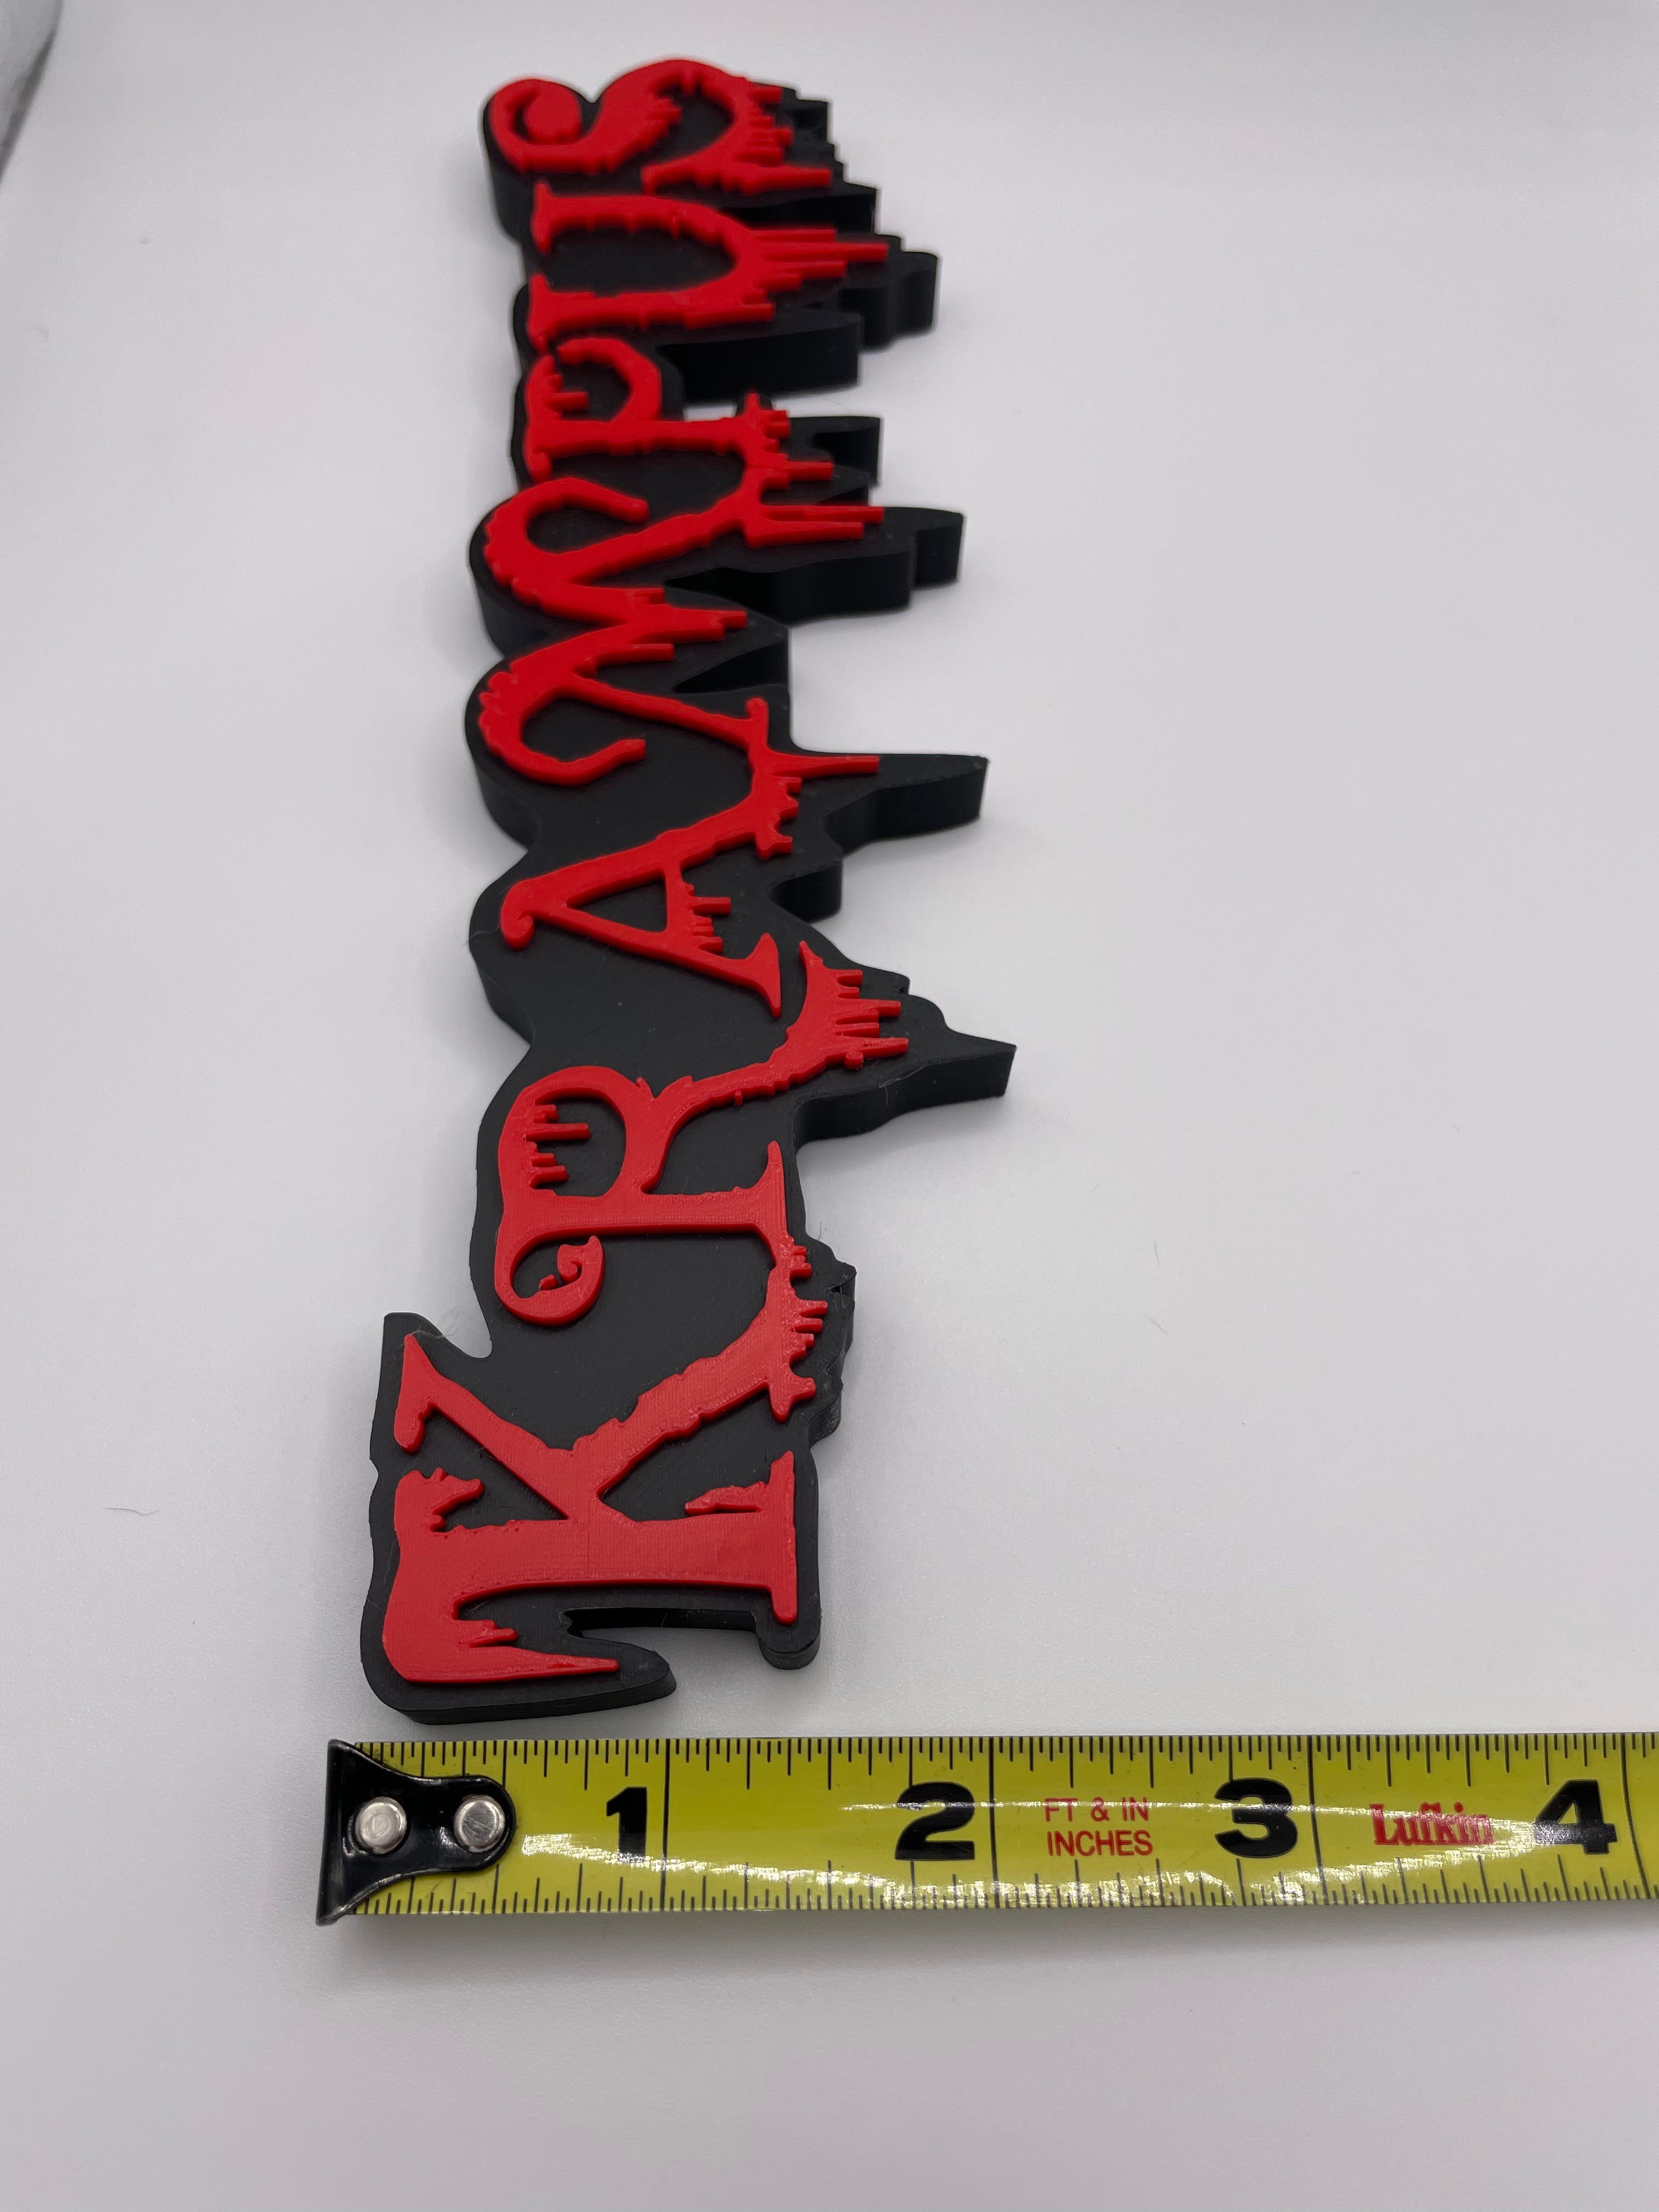 KRAMPUS
1 2 FT & IN 3 Lufkin 4
INCHES